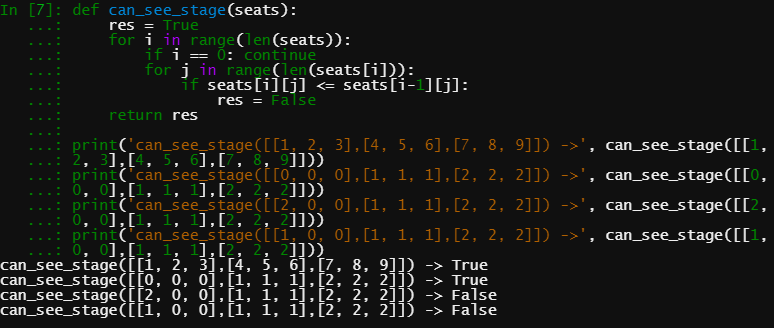 In [7]: def can_see_stage(seats):
   ...:     res = True
   ...:     for i in range(len(seats)):
   ...:         if i == 0: continue
   ...:         for j in range(len(seats[i])):
   ...:             if seats[i][j] <= seats[i-1][j]:
   ...:                 res = False
   ...:     return res
   ...:
   ...: print('can_see_stage([[1, 2, 3],[4, 5, 6],[7, 8, 9]]) ->', can_see_stage([[1,
   ...: 2, 3],[4, 5, 6],[7, 8, 9]]))
   ...: print('can_see_stage([[0, 0, 0],[1, 1, 1],[2, 2, 2]]) ->', can_see_stage([[0,
   ...: 0, 0],[1, 1, 1],[2, 2, 2]]))
   ...: print('can_see_stage([[2, 0, 0],[1, 1, 1],[2, 2, 2]]) ->', can_see_stage([[2,
   ...: 0, 0],[1, 1, 1],[2, 2, 2]]))
   ...: print('can_see_stage([[1, 0, 0],[1, 1, 1],[2, 2, 2]]) ->', can_see_stage([[1,
   ...: 0, 0],[1, 1, 1],[2, 2, 2]]))
can_see_stage([[1, 2, 3],[4, 5, 6],[7, 8, 9]]) -> True
can_see_stage([[0, 0, 0],[1, 1, 1],[2, 2, 2]]) -> True
can_see_stage([[2, 0, 0],[1, 1, 1],[2, 2, 2]]) -> False
can_see_stage([[1, 0, 0],[1, 1, 1],[2, 2, 2]]) -> False